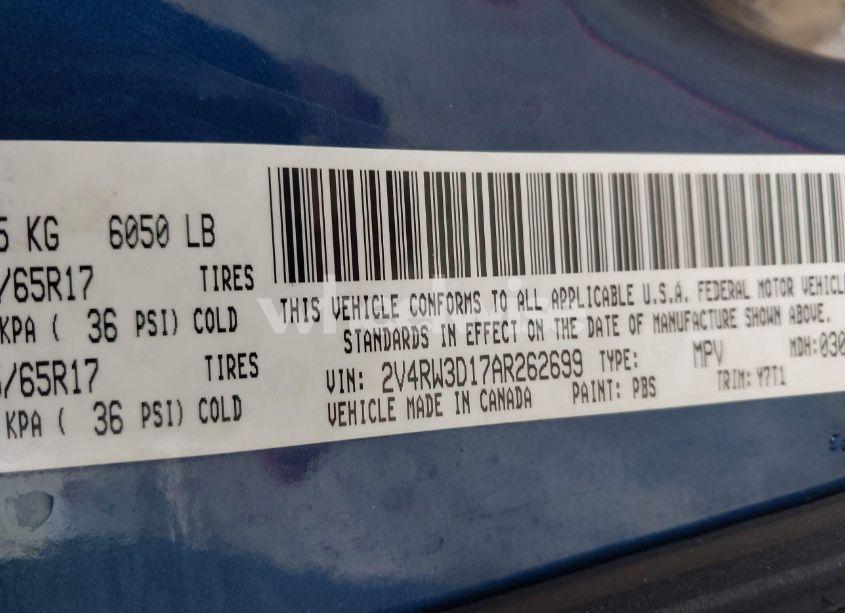 5 KG 6050 LB
/65R17 TIRES
KPA ( 36 PSI) COLD
/65R17
KPA ( 36 PSI) COLD
THIS VEHICLE CONFORMS TO ALL APPLICABLE U.S.A. FEDERAL MOTOR VEHICLE
STANDARDS IN EFFECT ON THE DATE OF MANUFACTURE SHOWN ABOVE.
VIN: 2V4RW3D17AR262699 TYPE: MPV MDH:030
VEHICLE MADE IN CANADA PAINT: PBS TRIM: Y7T1